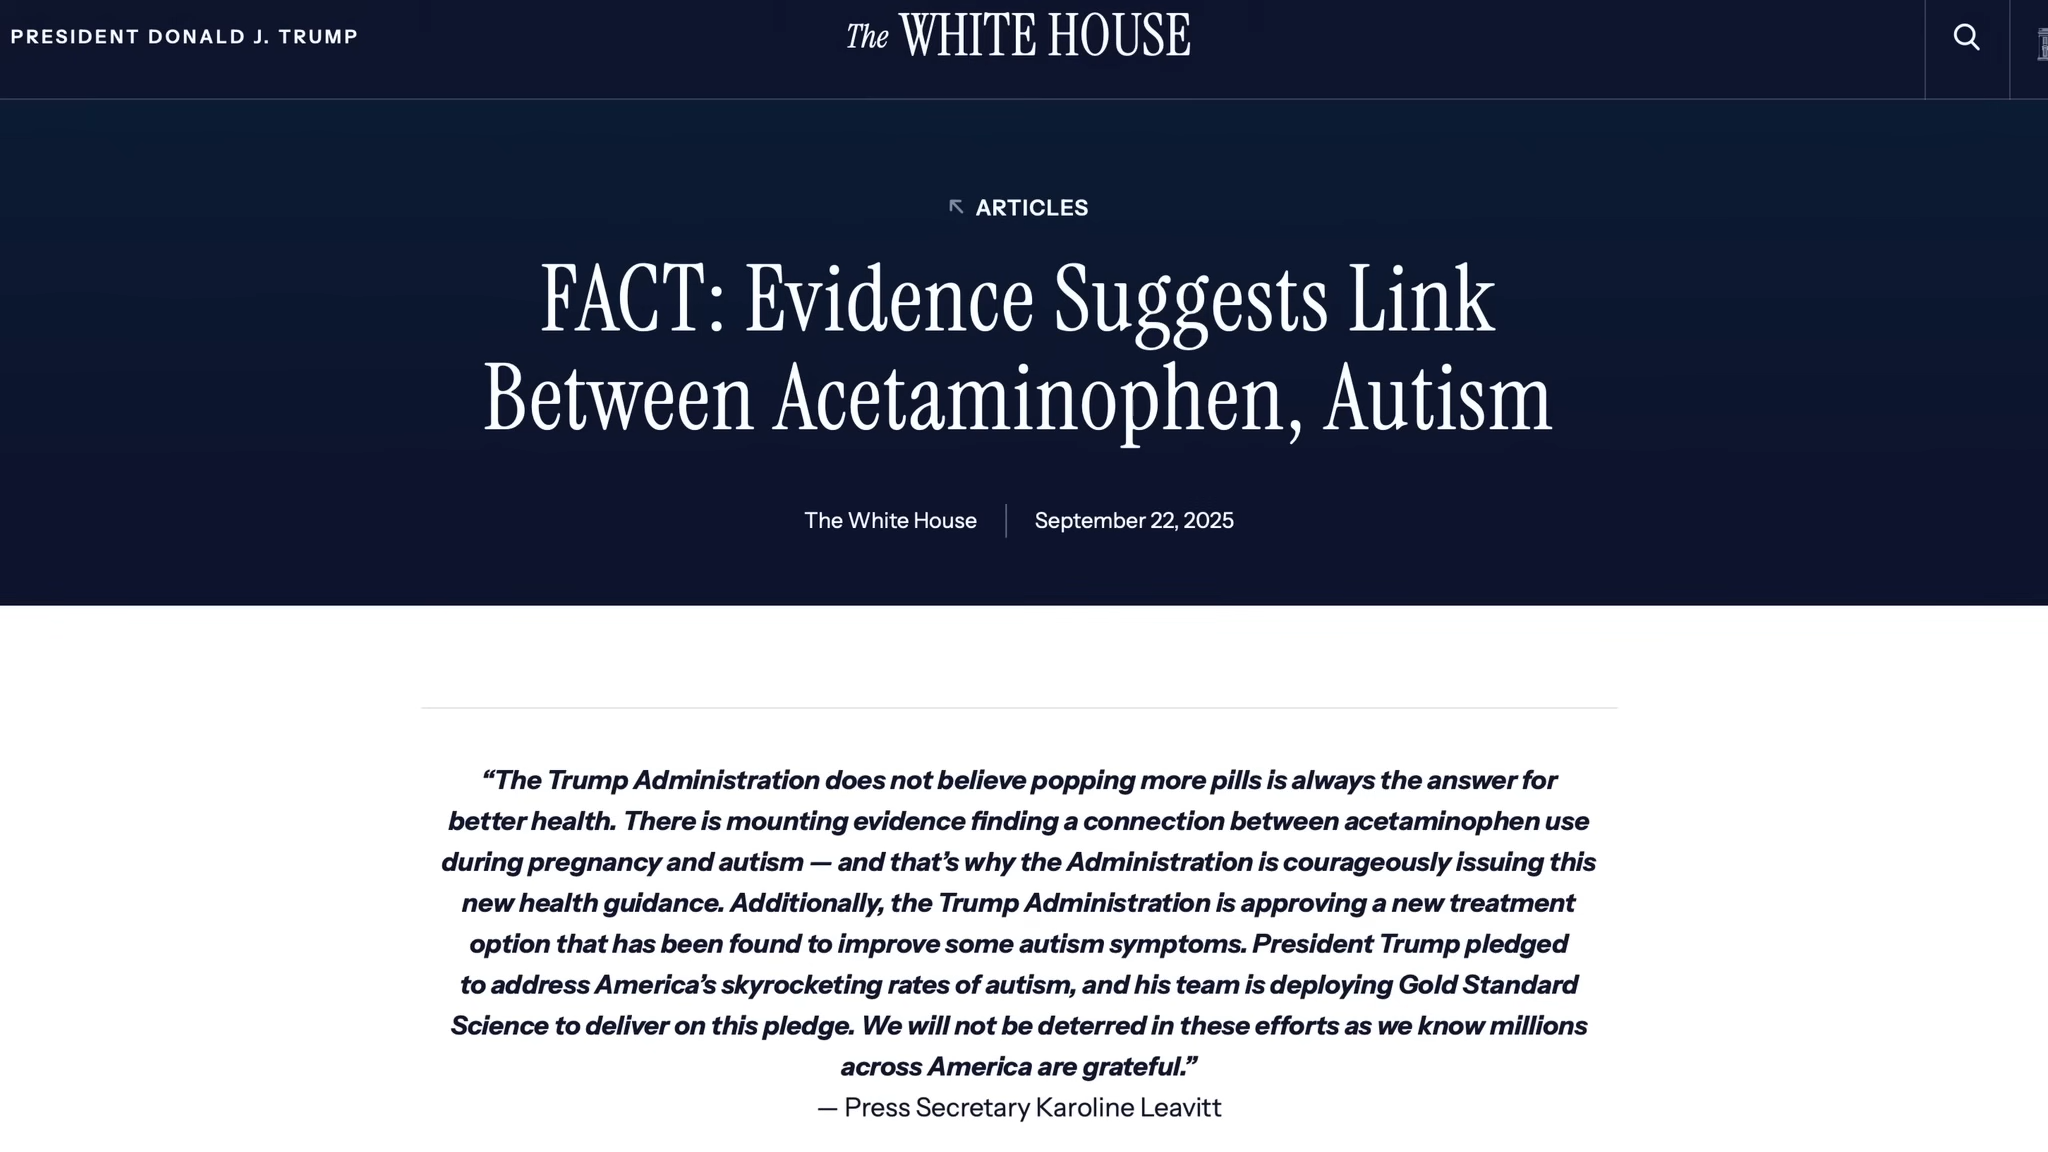 PRESIDENT DONALD J. TRUMP
The WHITE HOUSE
ARTICLES
FACT: Evidence Suggests Link
Between Acetaminophen, Autism
The White House
September 22, 2025
“The Trump Administration does not believe popping more pills is always the answer for
better health. There is mounting evidence finding a connection between acetaminophen use
during pregnancy and autism — and that’s why the Administration is courageously issuing this
new health guidance. Additionally, the Trump Administration is approving a new treatment
option that has been found to improve some autism symptoms. President Trump pledged
to address America’s skyrocketing rates of autism, and his team is deploying Gold Standard
Science to deliver on this pledge. We will not be deterred in these efforts as we know millions
across America are grateful.”
— Press Secretary Karoline Leavitt